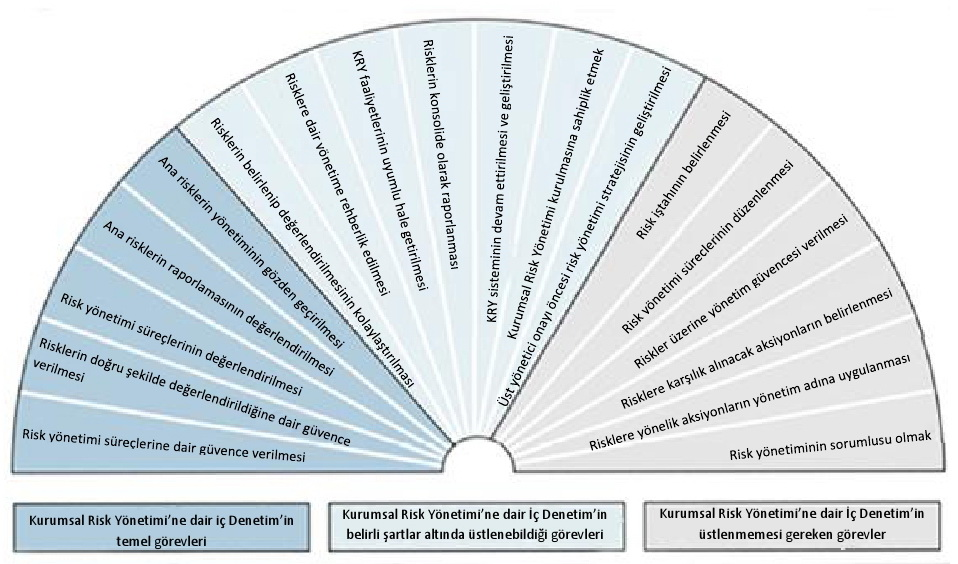 Risk yönetimi süreçlerine dair güvence verilmesi
Risklerin doğru şekilde değerlendirildiğine dair güvence
verilmesi
Risk yönetimi süreçlerinin değerlendirilmesi
Ana risklerin raporlamasının değerlendirilmesi
Ana risklerin yönetiminin gözden geçirilmesi
Risklerin belirlenip değerlendirilmesinin kolaylaştırılması
Risklere dair yönetime rehberlik edilmesi
KRY faaliyetlerinin uyumlu hale getirilmesi
Risklerin konsolide olarak raporlanması
KRY sisteminin devam ettirilmesi ve geliştirilmesi
Kurumsal Risk Yönetimi kurulmasına sahiplik etmek
Üst yönetici onayı öncesi risk yönetimi stratejisinin geliştirilmesi
Risk iştahının belirlenmesi
Risk yönetimi süreçlerinin düzenlenmesi
Riskler üzerine yönetim güvencesi verilmesi
Risklere karşılık alınacak aksiyonların belirlenmesi
Risklere yönelik aksiyonların yönetim adına uygulanması
Risk yönetiminin sorumlusu olmak
Kurumsal Risk Yönetimi'ne dair iç Denetim'in
temel görevleri
Kurumsal Risk Yönetimi'ne dair İç Denetim'in
belirli şartlar altında üstlenebildiği görevleri
Kurumsal Risk Yönetimi'ne dair İç Denetim'in
üstlenmemesi gereken görevler